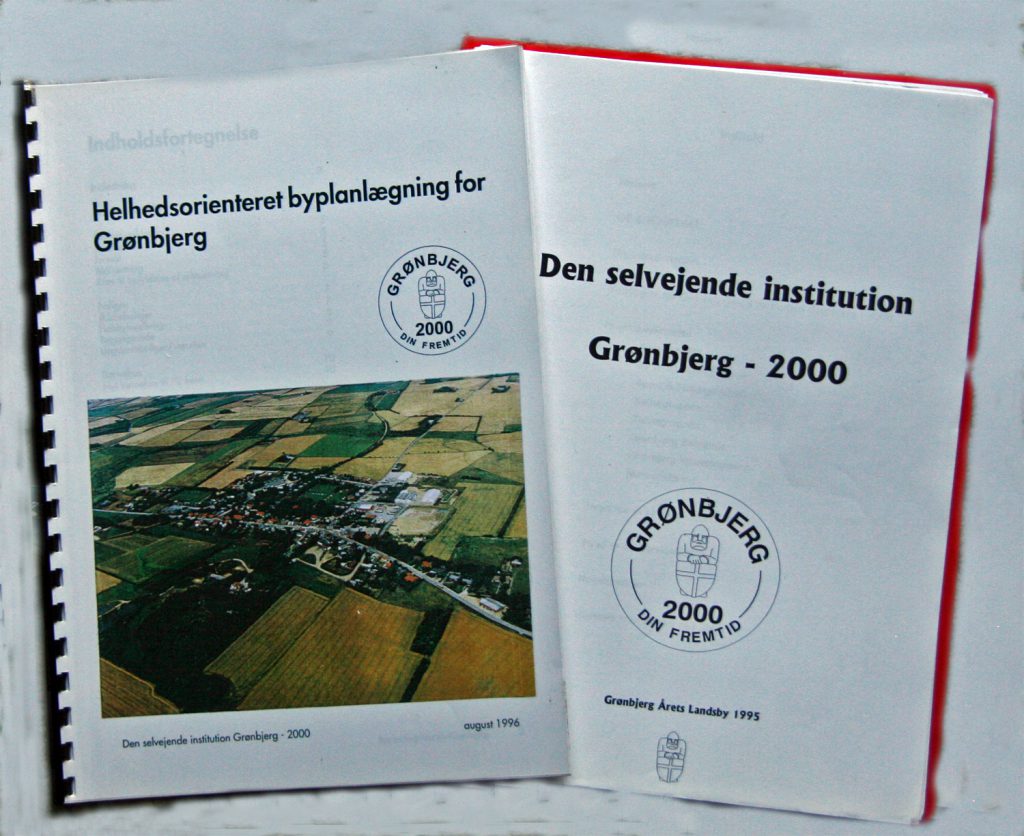 Indholdsfortegnelse
Helhedsorienteret byplanlægning for
Grønbjerg
GRØNBJERG
2000
DIN FREMTID
Den selvejende institution Grønbjerg - 2000
august 1996
Den selvejende institution
Grønbjerg - 2000
GRØNBJERG
2000
DIN FREMTID
Grønbjerg Årets Landsby 1995